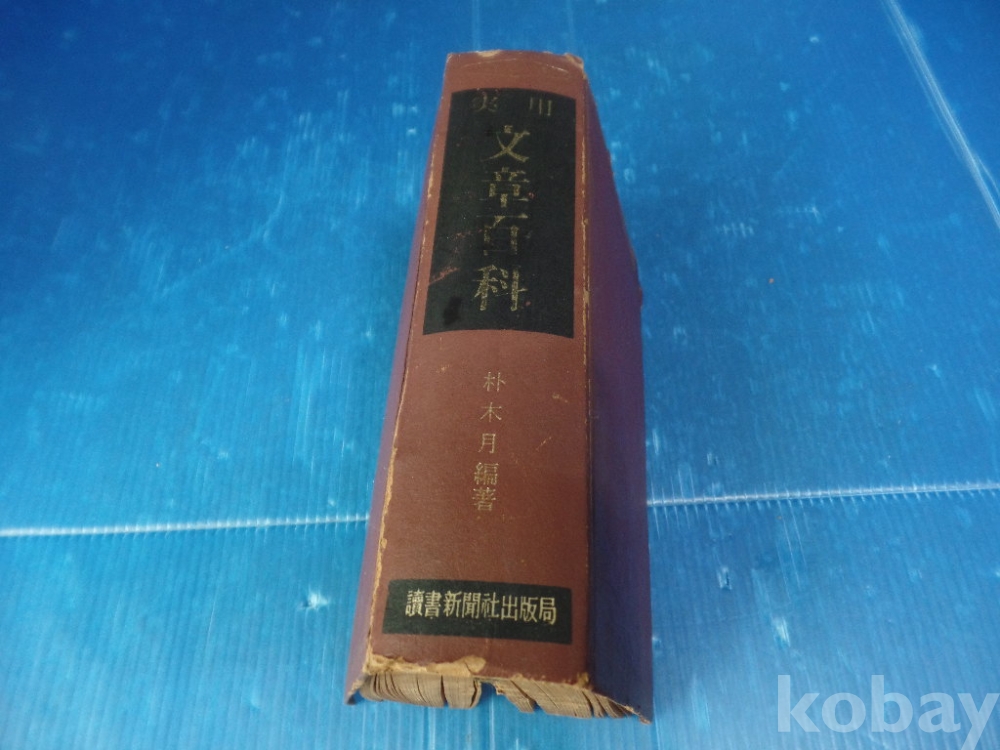 実用
文章百科
朴木月編著
讀書新聞社出版局
kobay